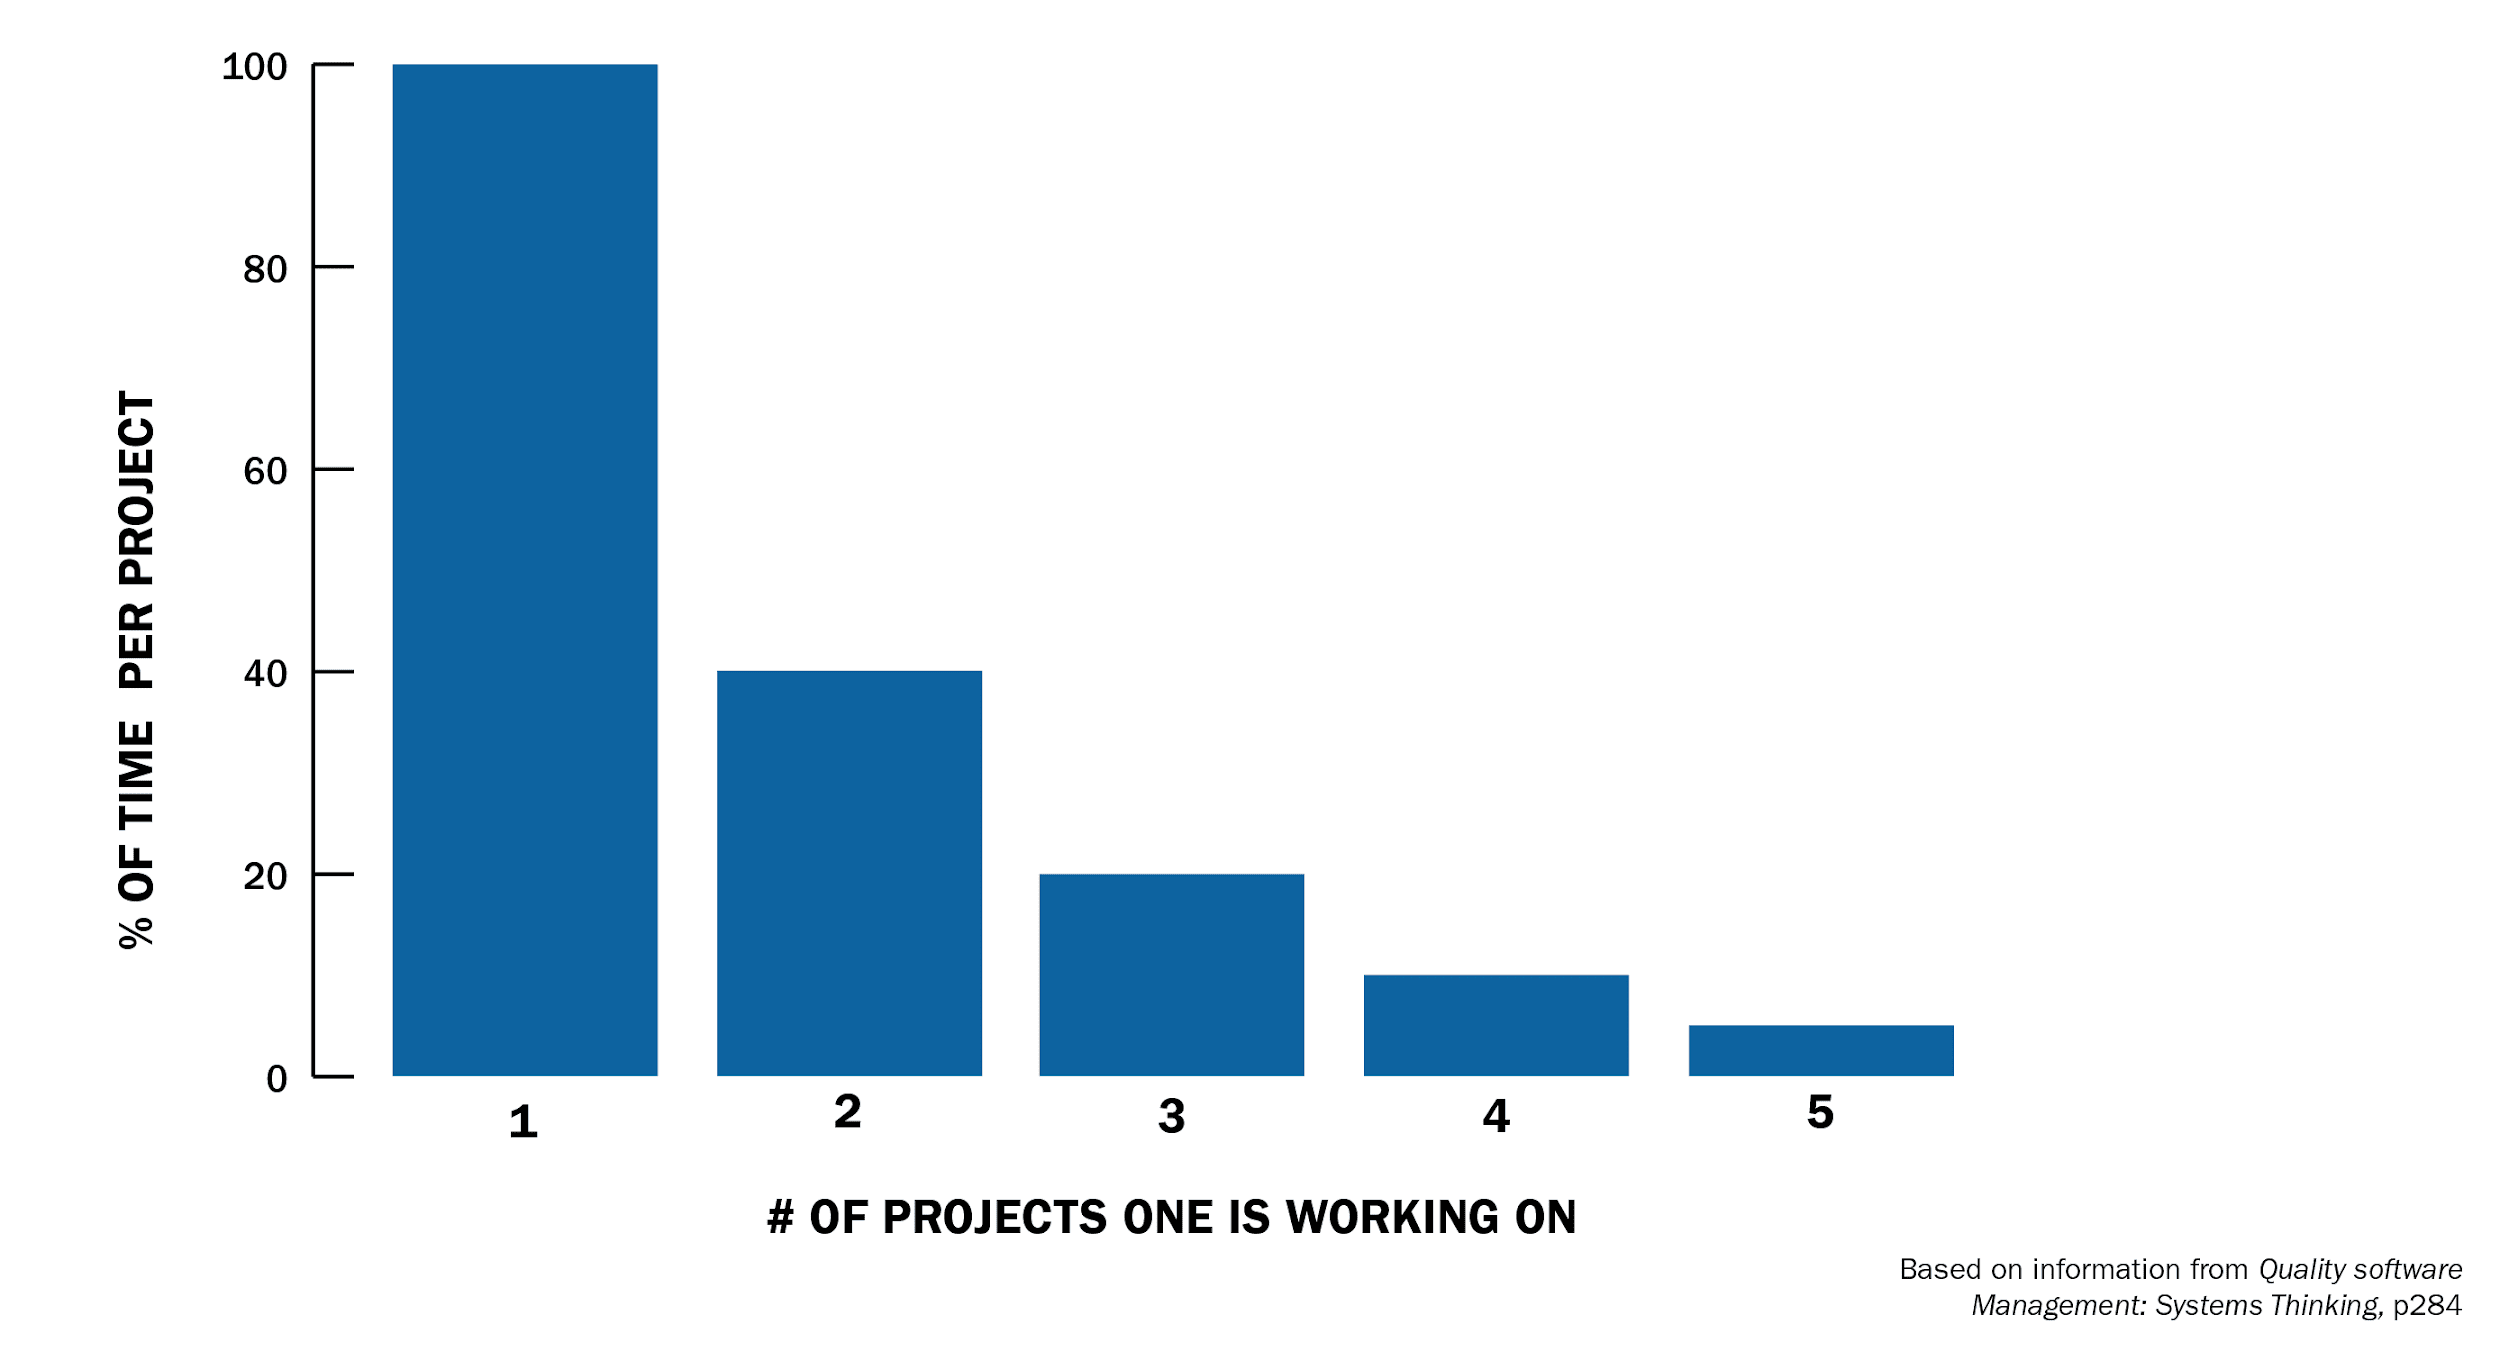 100
80
60
40
20
0
% OF TIME PER PROJECT
1
2
3
4
5
# OF PROJECTS ONE IS WORKING ON
Based on information from Quality software
Management: Systems Thinking, p284